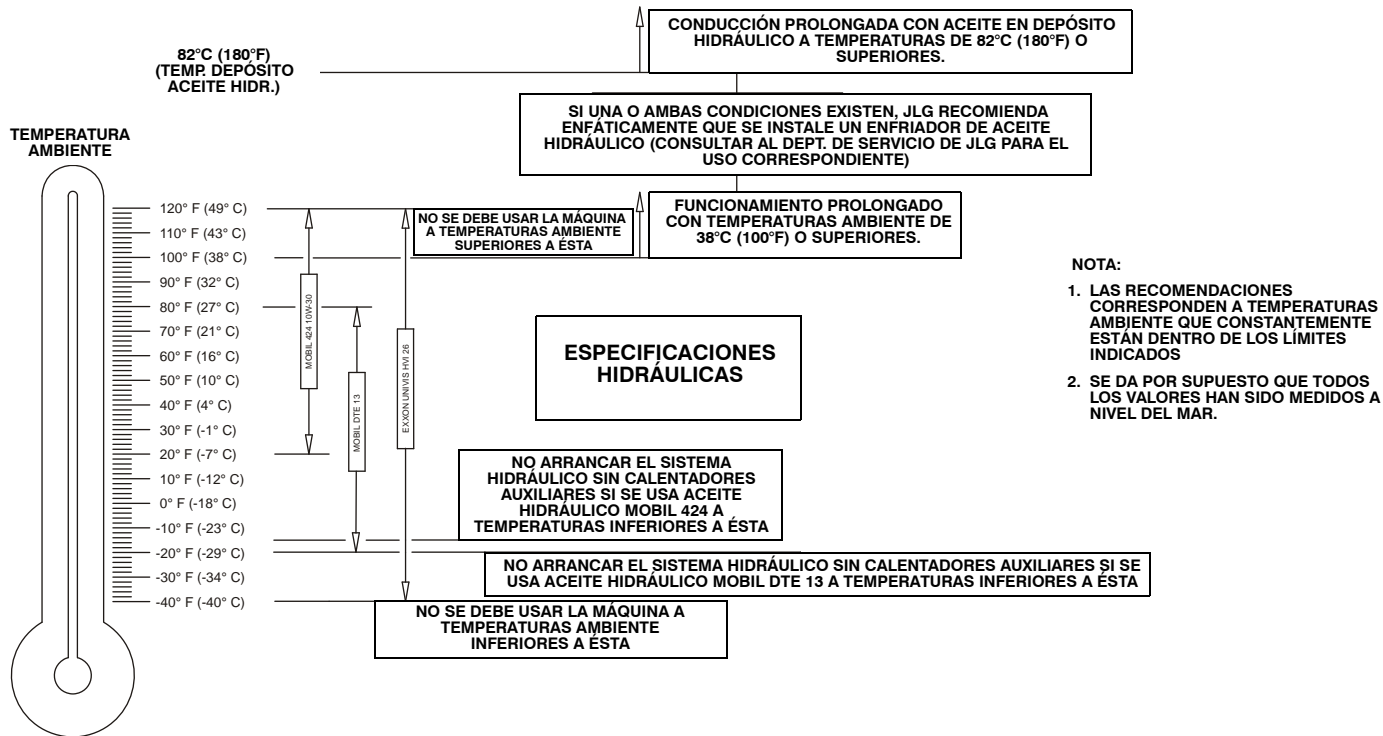 CONDUCCIÓN PROLONGADA CON ACEITE EN DEPÓSITO
HIDRÁULICO A TEMPERATURAS DE 82°C (180°F) O
SUPERIORES.
82°C (180°F)
(TEMP. DEPÓSITO
ACEITE HIDR.)
SI UNA O AMBAS CONDICIONES EXISTEN, JLG RECOMIENDA
ENFÁTICAMENTE QUE SE INSTALE UN ENFRIADOR DE ACEITE
HIDRÁULICO (CONSULTAR AL DEPT. DE SERVICIO DE JLG PARA EL
USO CORRESPONDIENTE)
TEMPERATURA
AMBIENTE
120° F (49° C)
110° F (43° C)
100° F (38° C)
90° F (32° C)
80° F (27° C)
70° F (21° C)
60° F (16° C)
50° F (10° C)
40° F (4° C)
30° F (-1° C)
20° F (-7° C)
10° F (-12° C)
0° F (-18° C)
-10° F (-23° C)
-20° F (-29° C)
-30° F (-34° C)
-40° F (-40° C)
MOBIL 424 10W-30
MOBIL DTE 13
EXXON UNIVIS HVI 26
NO SE DEBE USAR LA MÁQUINA
A TEMPERATURAS AMBIENTE
SUPERIORES A ÉSTA
FUNCIONAMIENTO PROLONGADO
CON TEMPERATURAS AMBIENTE DE
38°C (100°F) O SUPERIORES.
ESPECIFICACIONES
HIDRÁULICAS
NOTA:
1. LAS RECOMENDACIONES
CORRESPONDEN A TEMPERATURAS
AMBIENTE QUE CONSTANTEMENTE
ESTÁN DENTRO DE LOS LÍMITES
INDICADOS
2. SE DA POR SUPUESTO QUE TODOS
LOS VALORES HAN SIDO MEDIDOS A
NIVEL DEL MAR.
NO ARRANCAR EL SISTEMA
HIDRÁULICO SIN CALENTADORES
AUXILIARES SI SE USA ACEITE
HIDRÁULICO MOBIL 424 A
TEMPERATURAS INFERIORES A ÉSTA
NO ARRANCAR EL SISTEMA HIDRÁULICO SIN CALENTADORES AUXILIARES SI SE
USA ACEITE HIDRÁULICO MOBIL DTE 13 A TEMPERATURAS INFERIORES A ÉSTA
NO SE DEBE USAR LA MÁQUINA A
TEMPERATURAS AMBIENTE
INFERIORES A ÉSTA